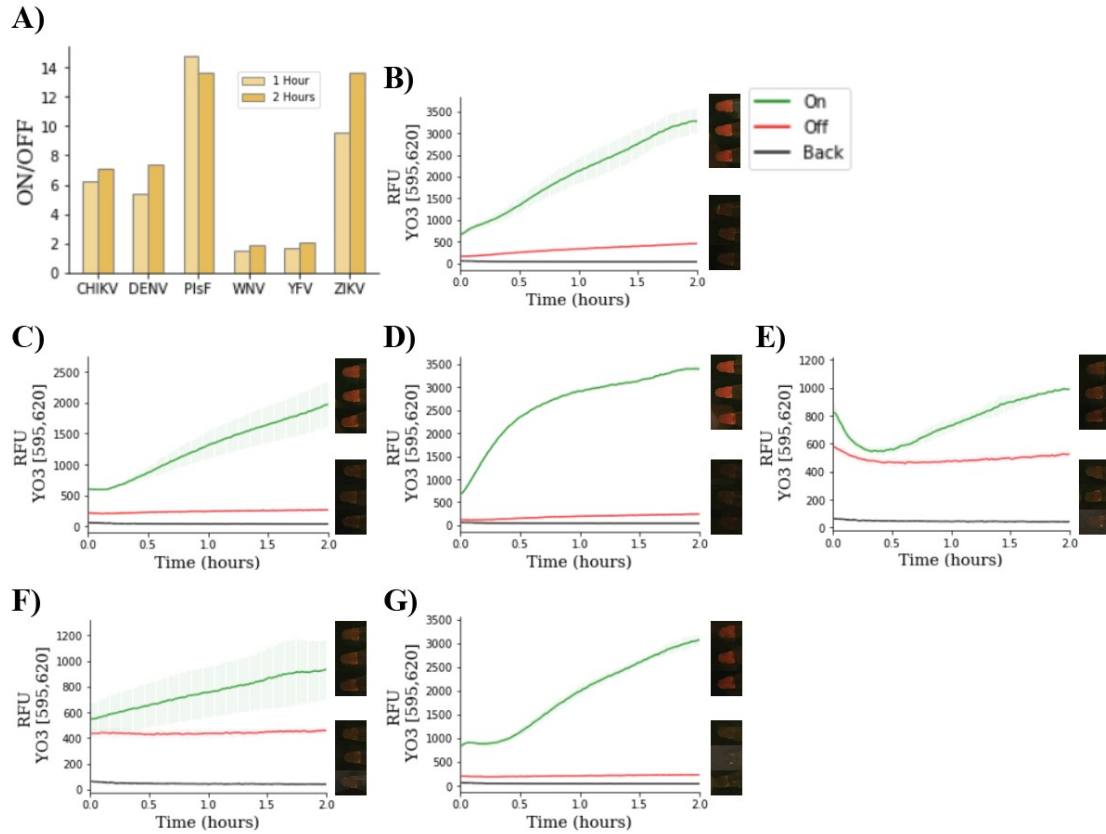 A)
ON/OFF
14
12
10
8
6
4
2
0
1 Hour
2 Hours
CHIKV DENV PlsF WNV YFV ZIKV
B)
RFU
YO3 [595,620]
3500
3000
2500
2000
1500
1000
500
0
0.0 0.5 1.0 1.5 2.0
Time (hours)
On
Off
Back
C)
RFU
YO3 [595,620]
2500
2000
1500
1000
500
0
0.0 0.5 1.0 1.5 2.0
Time (hours)
D)
RFU
YO3 [595,620]
3500
3000
2500
2000
1500
1000
500
0
0.0 0.5 1.0 1.5 2.0
Time (hours)
E)
RFU
YO3 [595,620]
1200
1000
800
600
400
200
0
0.0 0.5 1.0 1.5 2.0
Time (hours)
F)
RFU
YO3 [595,620]
1200
1000
800
600
400
200
0
0.0 0.5 1.0 1.5 2.0
Time (hours)
G)
RFU
YO3 [595,620]
3500
3000
2500
2000
1500
1000
500
0
0.0 0.5 1.0 1.5 2.0
Time (hours)